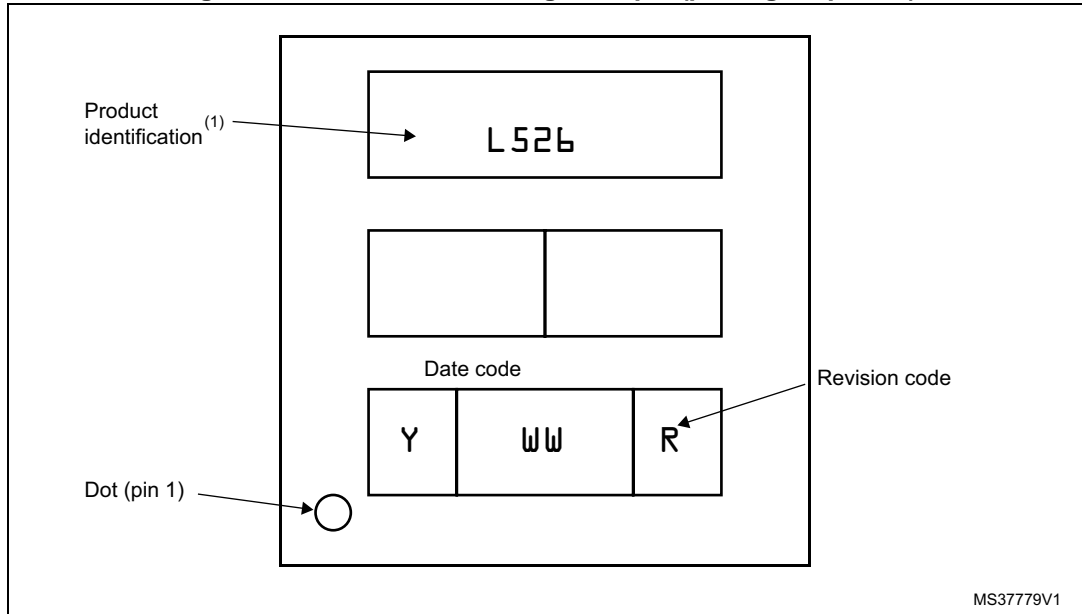 Product
identification (1)
L526
Date code
Revision code
Y WW R
Dot (pin 1)
MS37779V1